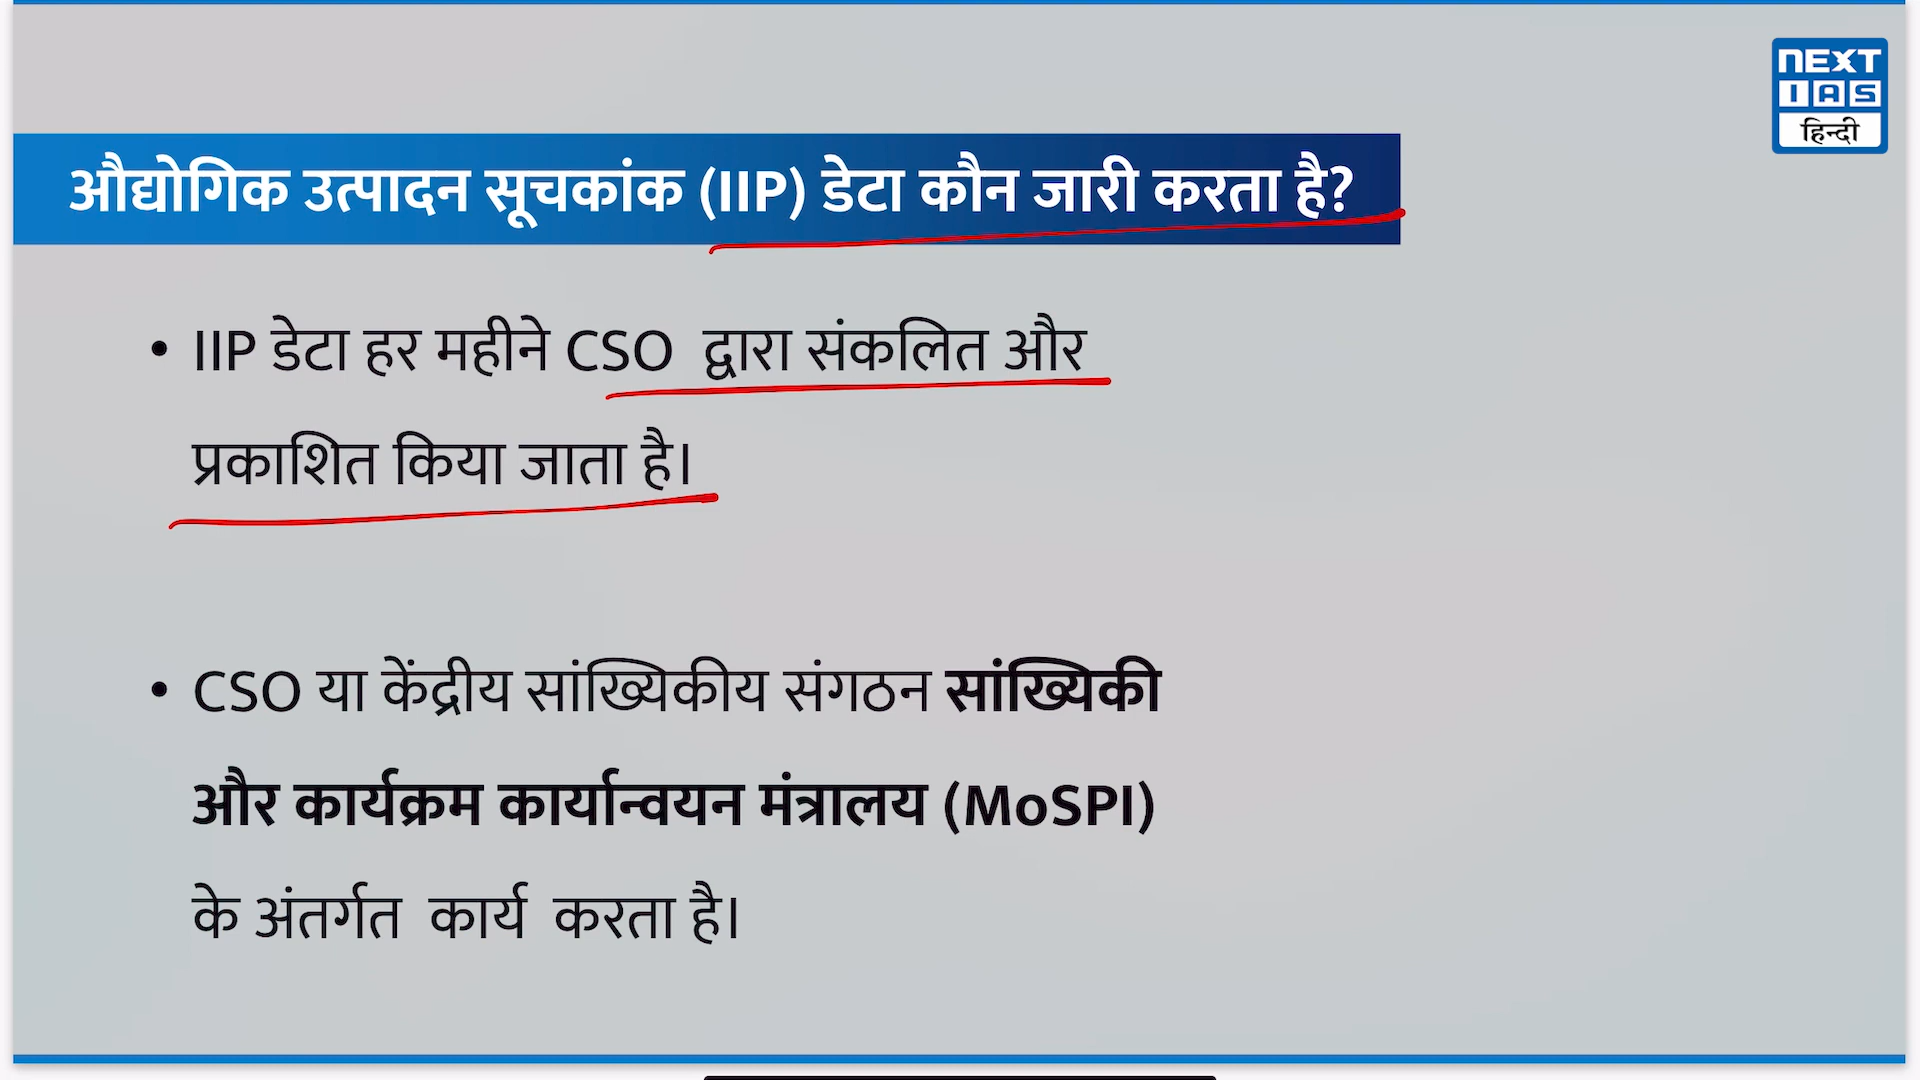 NEXT
IAS
हिन्दी
औद्योगिक उत्पादन सूचकांक (IIP) डेटा कौन जारी करता है?
• IIP डेटा हर महीने CSO द्वारा संकलित और
प्रकाशित किया जाता है।
• CSO या केंद्रीय सांख्यिकीय संगठन सांख्यिकी
और कार्यक्रम कार्यान्वयन मंत्रालय (MoSPI)
के अंतर्गत कार्य करता है।